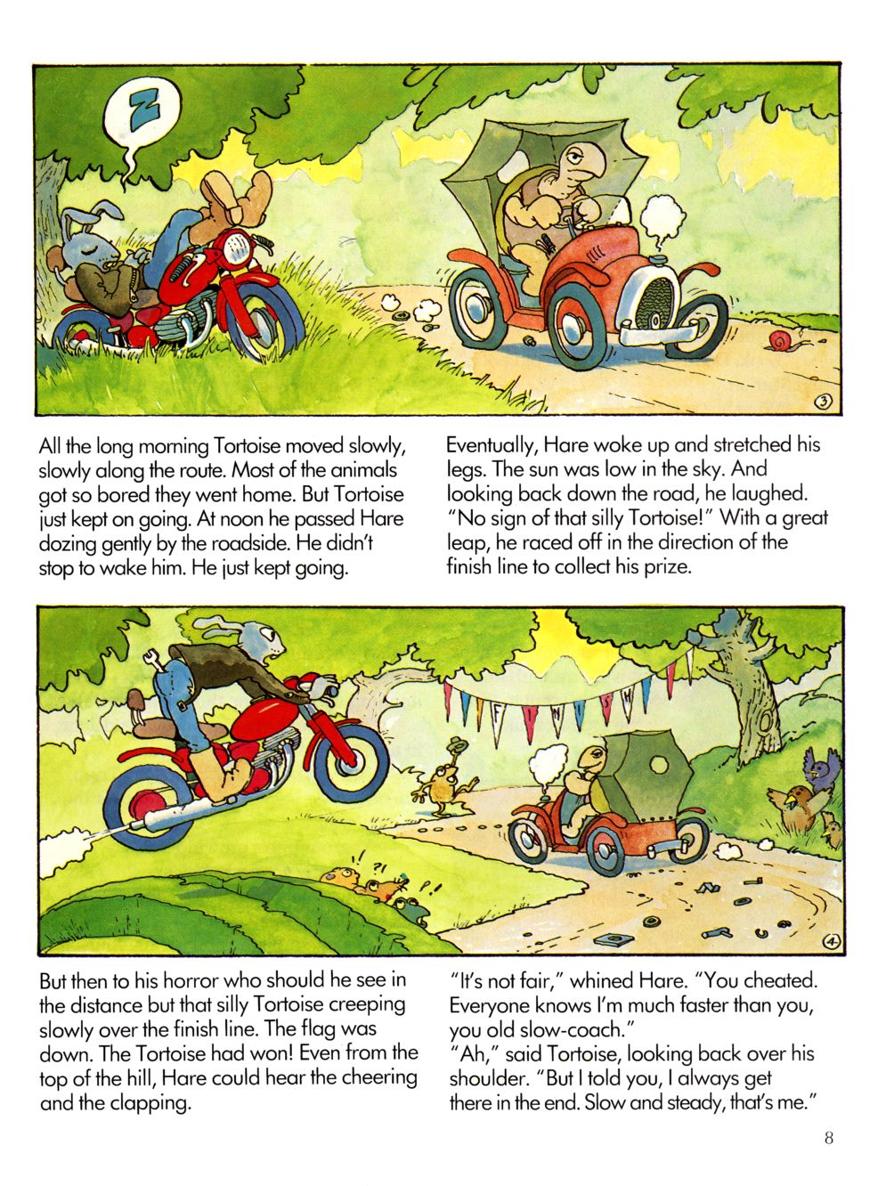 Z
3
All the long morning Tortoise moved slowly,
slowly along the route. Most of the animals
got so bored they went home. But Tortoise
just kept on going. At noon he passed Hare
dozing gently by the roadside. He didn't
stop to wake him. He just kept going.
Eventually, Hare woke up and stretched his
legs. The sun was low in the sky. And
looking back down the road, he laughed.
“No sign of that silly Tortoise!” With a great
leap, he raced off in the direction of the
finish line to collect his prize.
FINISH
!
?!
?!
4
But then to his horror who should he see in
the distance but that silly Tortoise creeping
slowly over the finish line. The flag was
down. The Tortoise had won! Even from the
top of the hill, Hare could hear the cheering
and the clapping.
“It's not fair,” whined Hare. “You cheated.
Everyone knows I'm much faster than you,
you old slow-coach.”
“Ah,” said Tortoise, looking back over his
shoulder. “But I told you, I always get
there in the end. Slow and steady, that's me.”
8